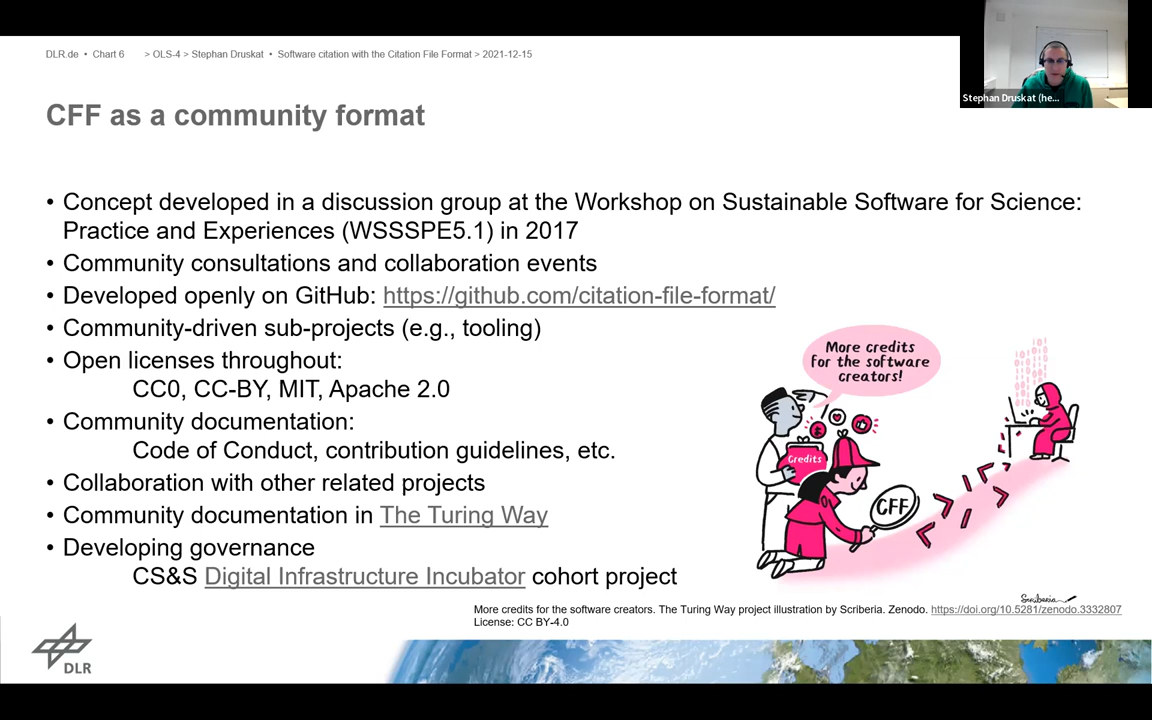 DLR.de • Chart 6 > OLS-4 > Stephan Druskat • Software citation with the Citation File Format > 2021-12-15
Stephan Druskat (he...
CFF as a community format
• Concept developed in a discussion group at the Workshop on Sustainable Software for Science:
Practice and Experiences (WSSSPE5.1) in 2017
• Community consultations and collaboration events
• Developed openly on GitHub: https://github.com/citation-file-format/
• Community-driven sub-projects (e.g., tooling)
• Open licenses throughout:
CC0, CC-BY, MIT, Apache 2.0
• Community documentation:
Code of Conduct, contribution guidelines, etc.
• Collaboration with other related projects
• Community documentation in The Turing Way
• Developing governance
CS&S Digital Infrastructure Incubator cohort project
More credits
for the software
creators!
Credits
CFF
Scriberia
More credits for the software creators. The Turing Way project illustration by Scriberia. Zenodo. https://doi.org/10.5281/zenodo.3332807
License: CC BY-4.0
DLR